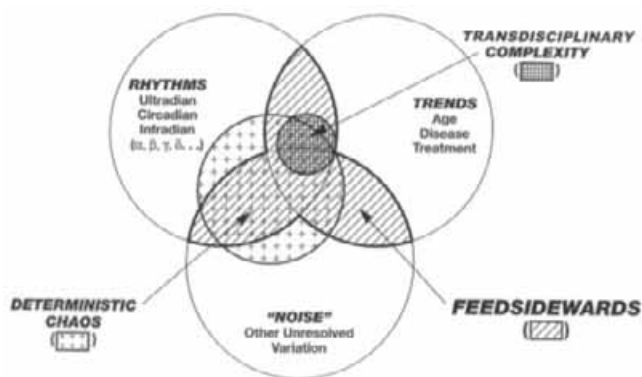 TRANSDISCIPLINARY
COMPLEXITY
RHYTHMS
Ultradian
Circadian
Infradian
(α, β, γ, δ, . . .)
TRENDS
Age
Disease
Treatment
DETERMINISTIC
CHAOS
"NOISE"
Other Unresolved
Variation
FEEDSIDEWARDS